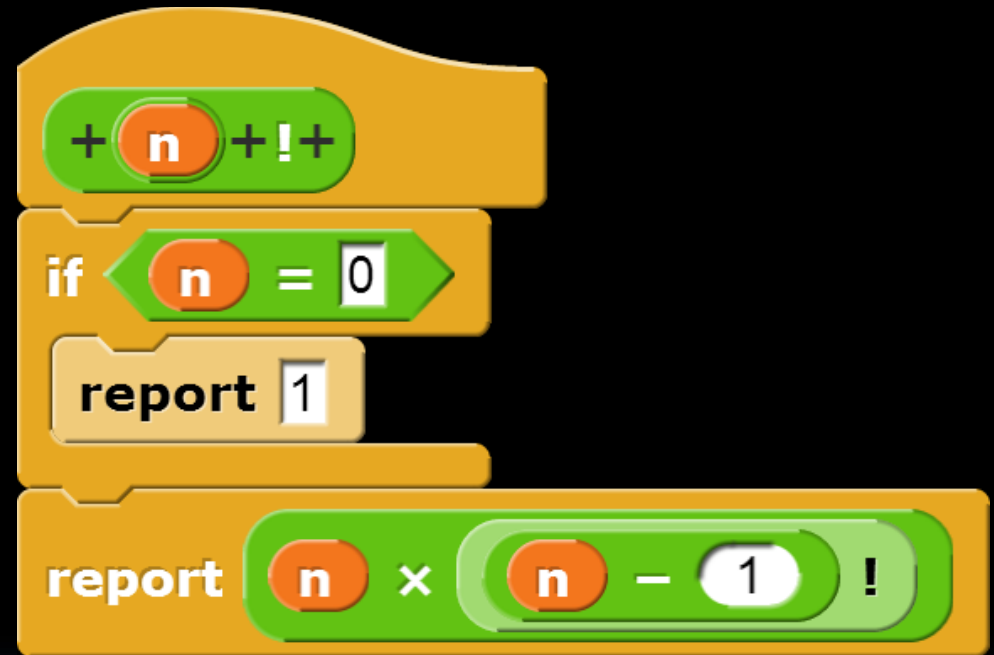 + n + ! +
if n = 0
report 1
report n × n − 1 !